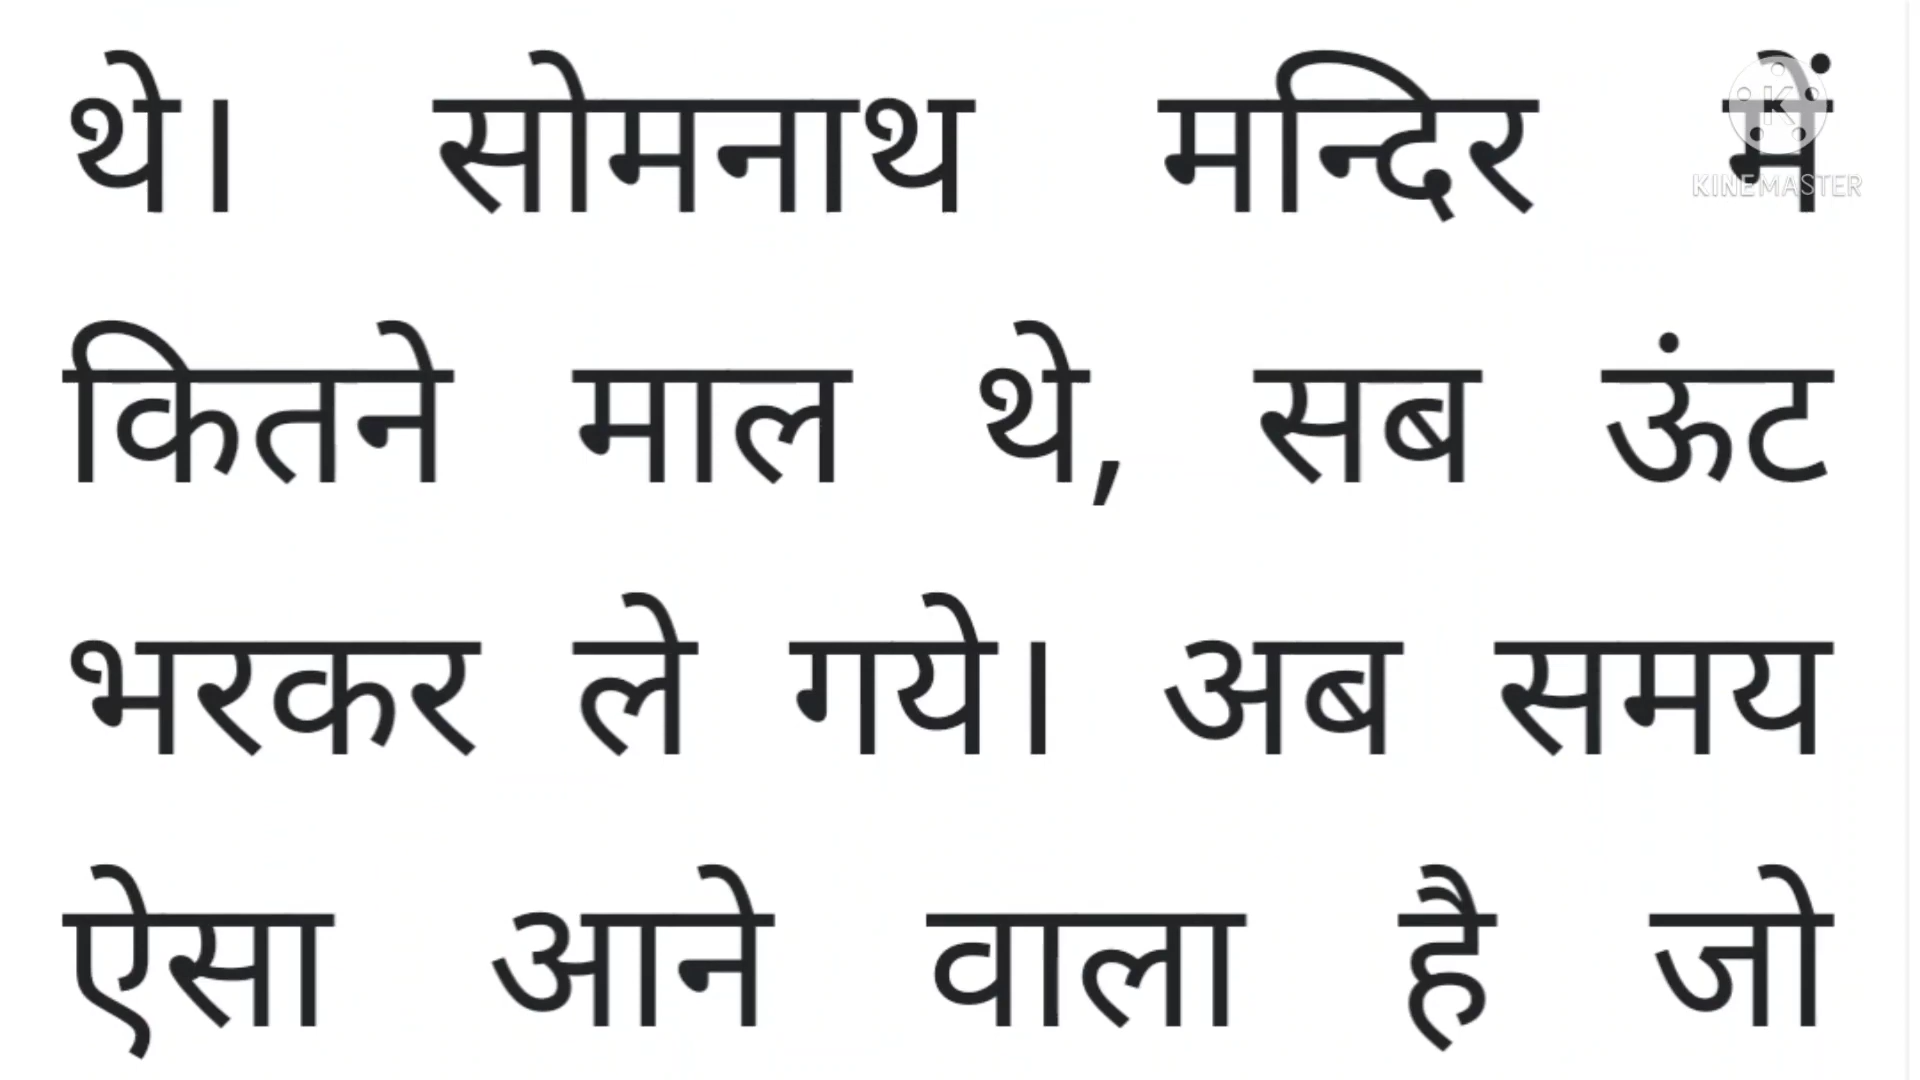 थे। सोमनाथ मन्दिर में
कितने माल थे, सब ऊंट
भरकर ले गये। अब समय
ऐसा आने वाला है जो
KINEMASTER